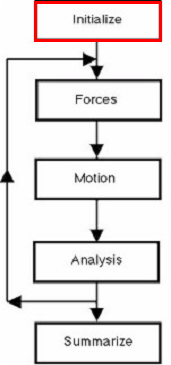 Initialize
Forces
Motion
Analysis
Summarize